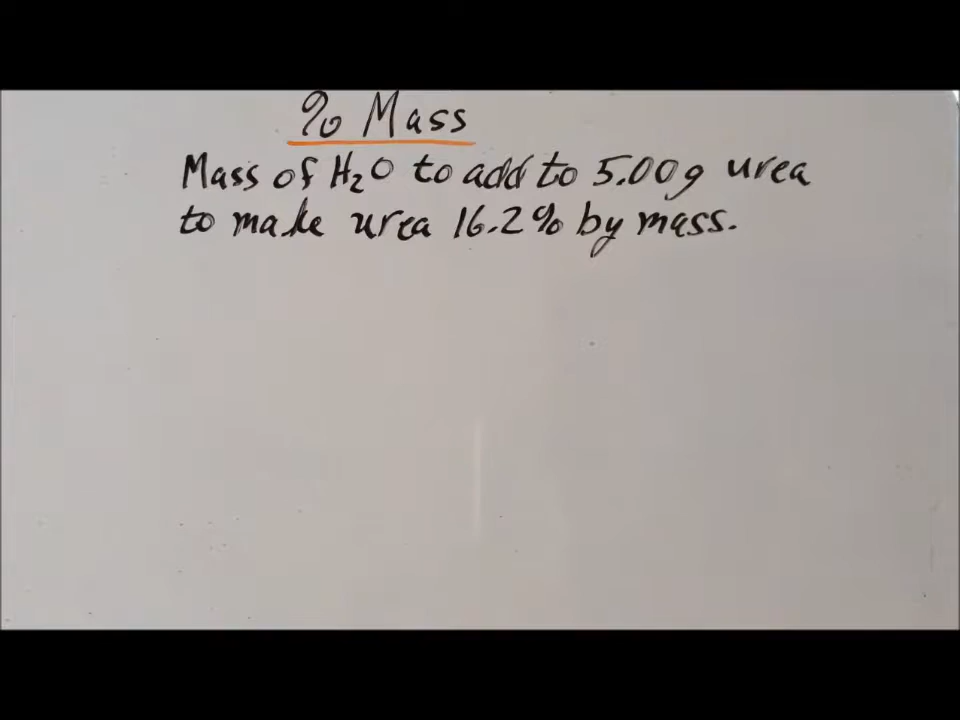 % Mass
Mass of H₂O to add to 5.00g urea
to make urea 16.2% by mass.